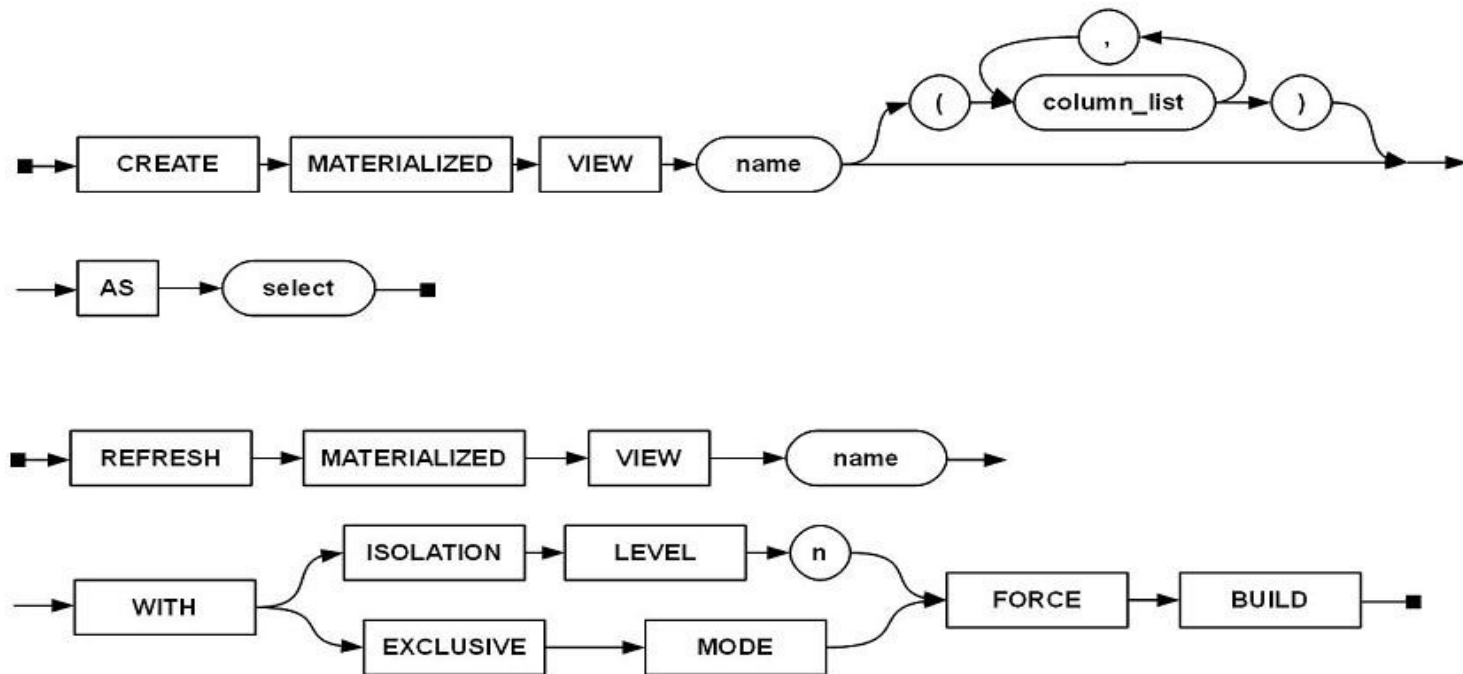 ,
( column_list )
CREATE MATERIALIZED VIEW name
AS select
REFRESH MATERIALIZED VIEW name
ISOLATION LEVEL n
WITH FORCE BUILD
EXCLUSIVE MODE